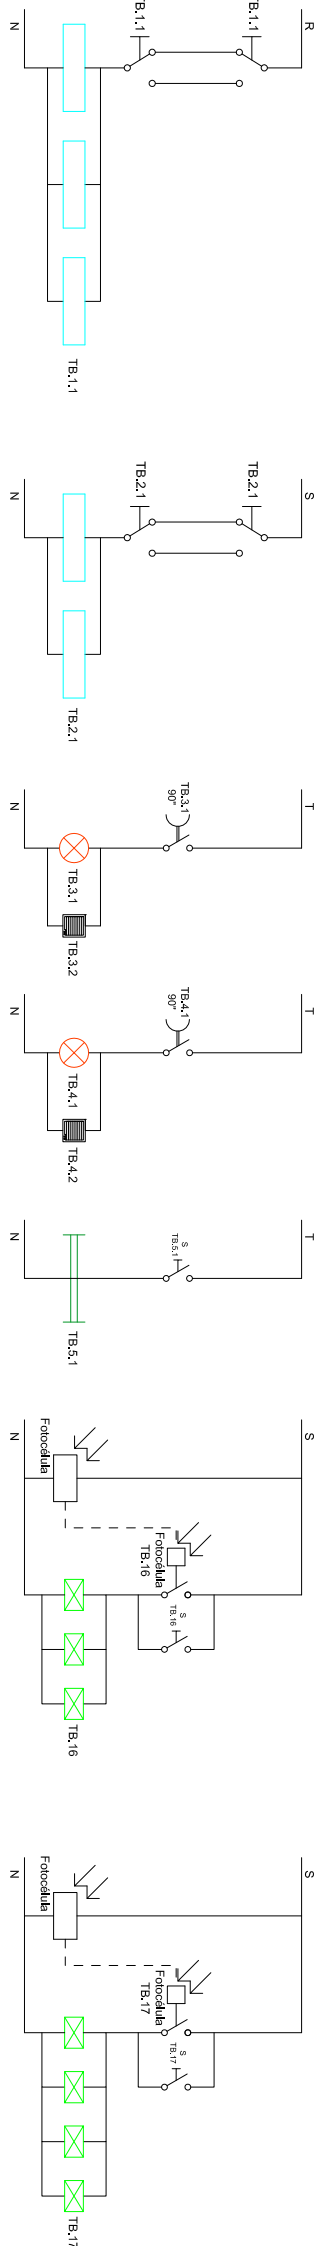 R
TB.1.1
TB.1.1
TB.1.1
N
S
TB.2.1
TB.2.1
TB.2.1
N
T
TB.3.1
90"
TB.3.1
TB.3.2
N
T
TB.4.1
90"
TB.4.1
TB.4.2
N
T
S
TB.5.1
TB.5.1
N
S
Fotocélula
TB.16
S
TB.16
Fotocélula
TB.16
N
S
Fotocélula
TB.17
S
TB.17
Fotocélula
TB.17
N